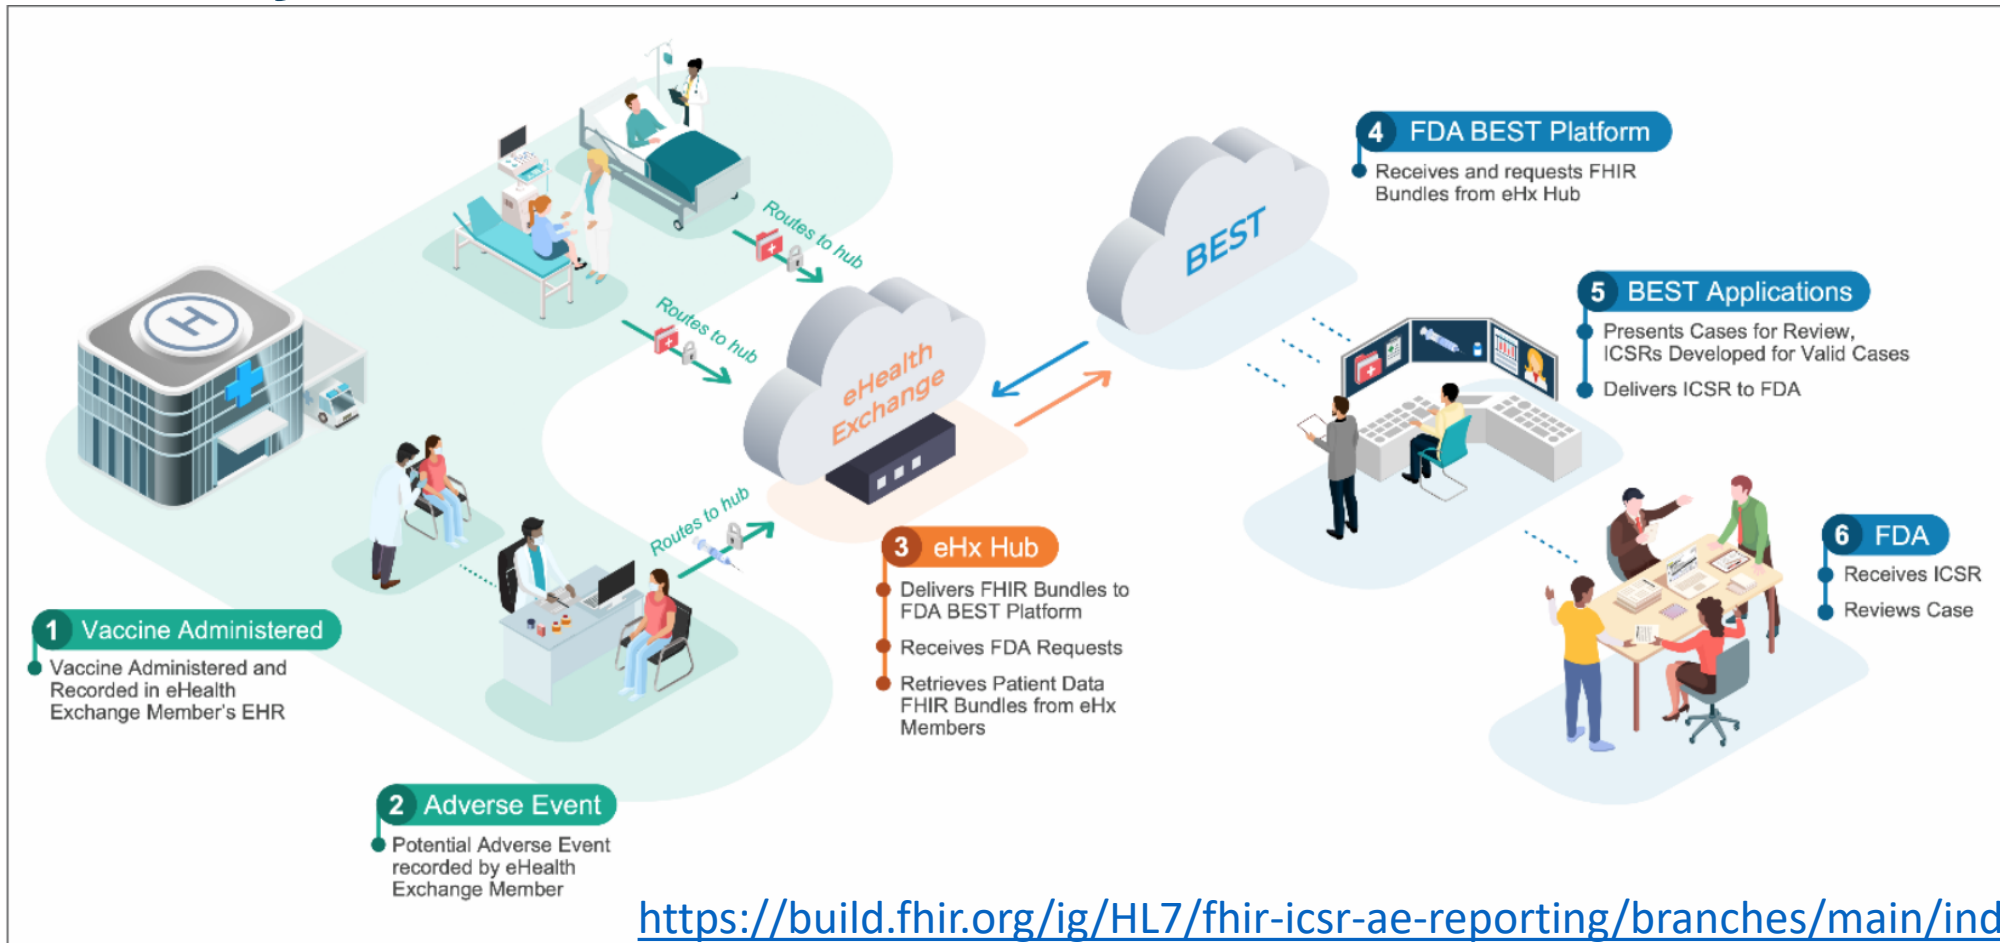 Routes to hub
Routes to hub
Routes to hub
H
eHealth
Exchange
BEST
1 Vaccine Administered
Vaccine Administered and
Recorded in eHealth
Exchange Member's EHR
2 Adverse Event
Potential Adverse Event
recorded by eHealth
Exchange Member
3 eHx Hub
Delivers FHIR Bundles to
FDA BEST Platform
Receives FDA Requests
Retrieves Patient Data
FHIR Bundles from eHx
Members
4 FDA BEST Platform
Receives and requests FHIR
Bundles from eHx Hub
5 BEST Applications
Presents Cases for Review,
ICSRs Developed for Valid Cases
Delivers ICSR to FDA
6 FDA
Receives ICSR
Reviews Case
https://build.fhir.org/ig/HL7/fhir-icsr-ae-reporting/branches/main/ind